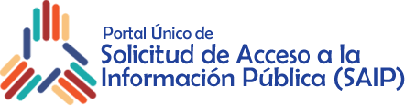 Portal Único de
Solicitud de Acceso a la
Información Pública (SAIP)